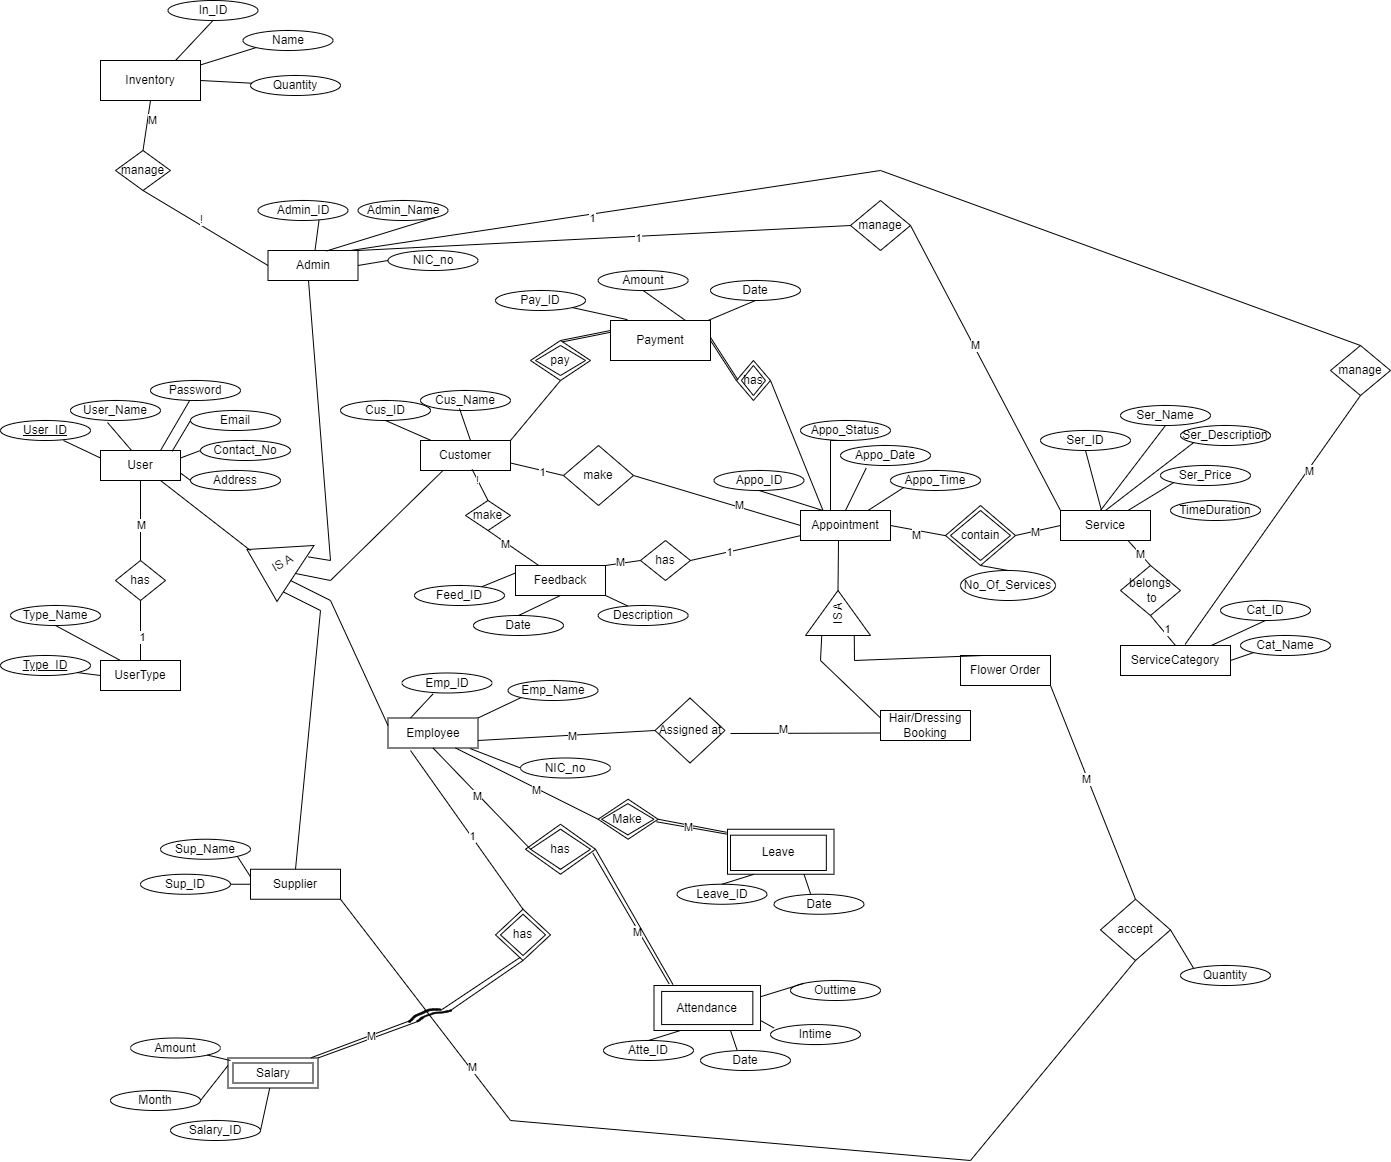 In_ID
Name
Inventory
Quantity
M
manage
!
Admin_ID
Admin_Name
1
manage
1
NIC_no
Admin
Payment
Pay_ID
Amount
Date
pay
has
M
manage
Password
User_Name
Email
User_ID
Contact_No
User
Address
Cus_ID
Cus_Name
Customer
1
make
M
!
make
M
Appo_Status
Appo_Date
Appo_ID
Appo_Time
Appointment
M
contain
M
No_Of_Services
Ser_Name
Ser_ID
Ser_Description
Ser_Price
TimeDuration
Service
M
M
belongs
to
1
Cat_ID
Cat_Name
ServiceCategory
M
has
1
Type_Name
Type_ID
UserType
IS A
Feedback
M
has
1
Feed_ID
Date
Description
IS A
Flower Order
Hair/Dressing
Booking
Emp_ID
Emp_Name
Employee
M
Assigned at
M
NIC_no
M
Make
M
Leave
Leave_ID
Date
M
has
M
1
has
M
Sup_Name
Sup_ID
Supplier
M
accept
Quantity
M
Attendance
Outtime
Intime
Atte_ID
Date
Amount
Salary
Month
Salary_ID